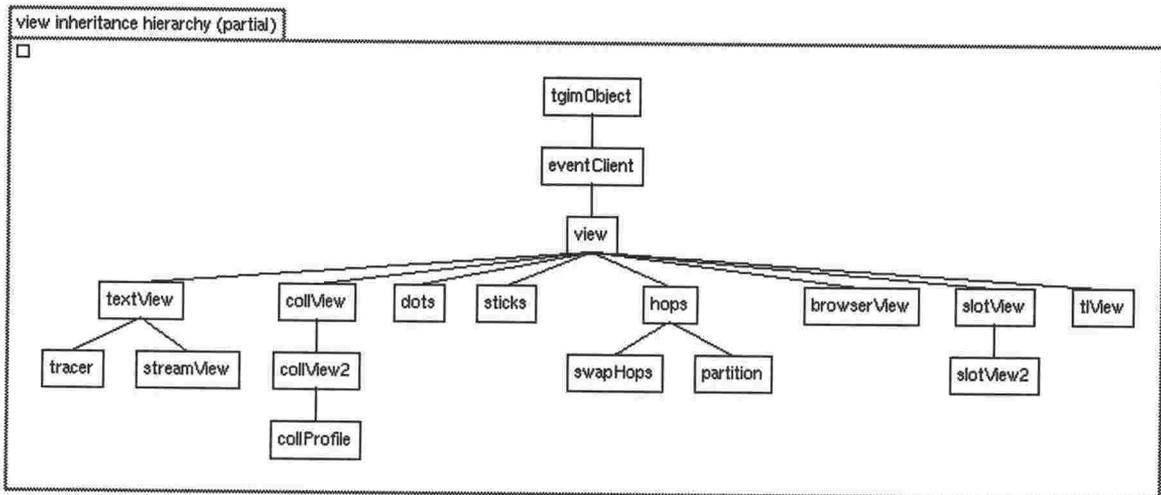 view inheritance hierarchy (partial)
tgimObject
eventClient
view
textView collView dots sticks hops browserView slotView tlView
tracer streamView collView2 swapHops partition slotView2
collProfile